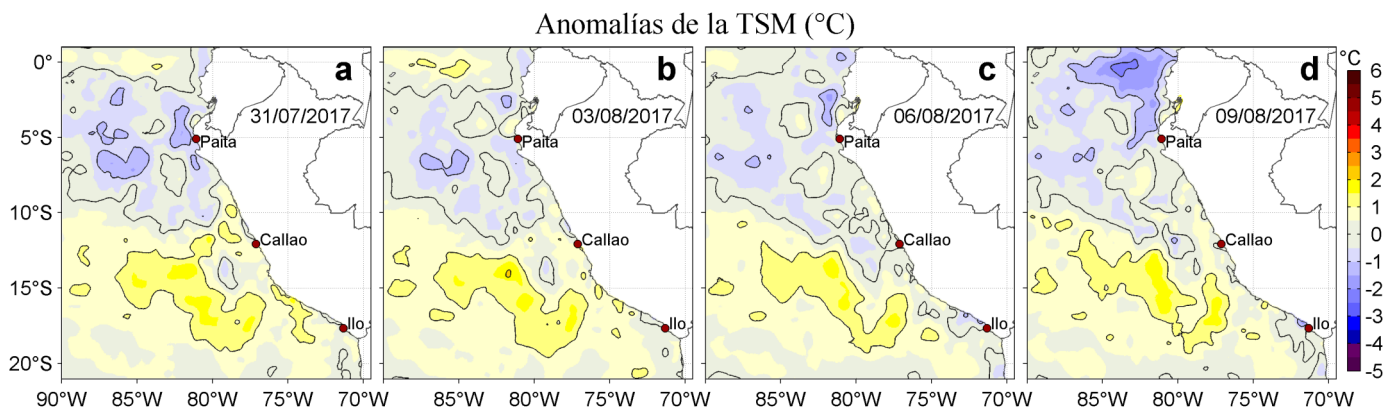 Anomalías de la TSM (°C)
a
31/07/2017
Paita
Callao
Ilo
b
03/08/2017
Paita
Callao
Ilo
c
06/08/2017
Paita
Callao
Ilo
d
09/08/2017
Paita
Callao
Ilo
0°
5°S
10°S
15°S
20°S
90°W 85°W 80°W 75°W 70°W
85°W 80°W 75°W 70°W
85°W 80°W 75°W 70°W
85°W 80°W 75°W 70°W
°C
6
5
4
3
2
1
0
-1
-2
-3
-4
-5